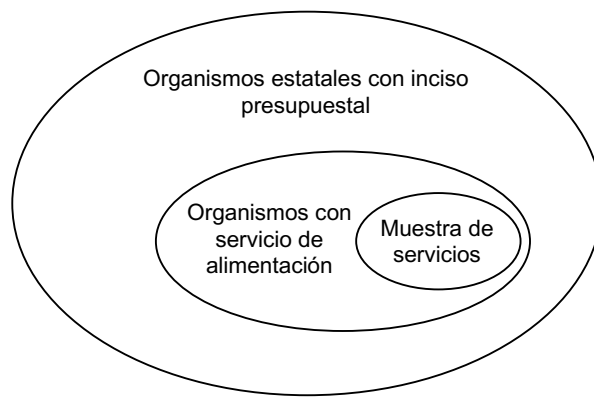 Organismos estatales con inciso
presupuestal
Organismos con
servicio de
alimentación
Muestra de
servicios